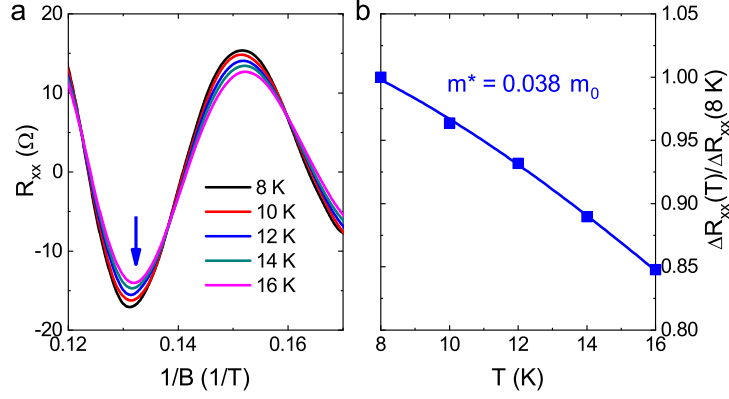 a
20
10
0
-10
-20
R_xx (Ω)
8 K
10 K
12 K
14 K
16 K
0.12
0.14
0.16
1/B (1/T)
b
m* = 0.038 m_0
1.05
1.00
0.95
0.90
0.85
0.80
ΔR_xx(T)/ΔR_xx(8 K)
8
10
12
14
16
T (K)